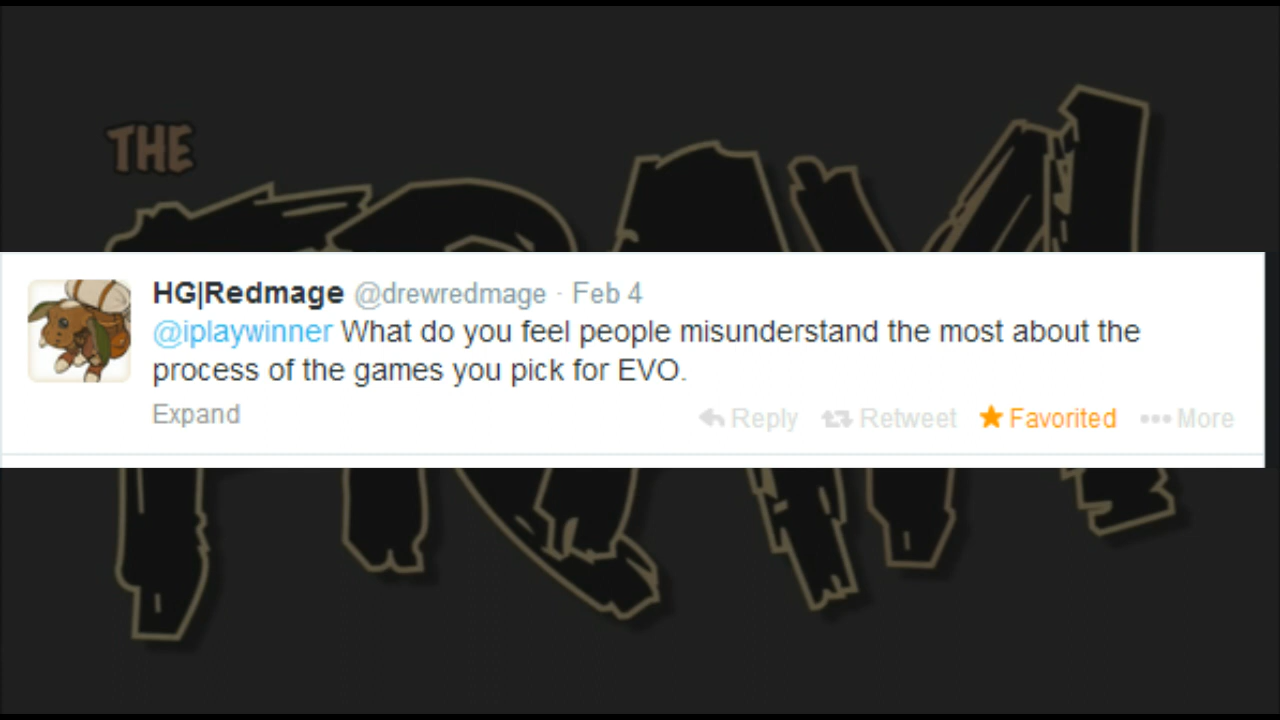 THE
HG|Redmage @drewredmage · Feb 4
@iplaywinner What do you feel people misunderstand the most about the
process of the games you pick for EVO.
Expand Reply Retweet Favorited More